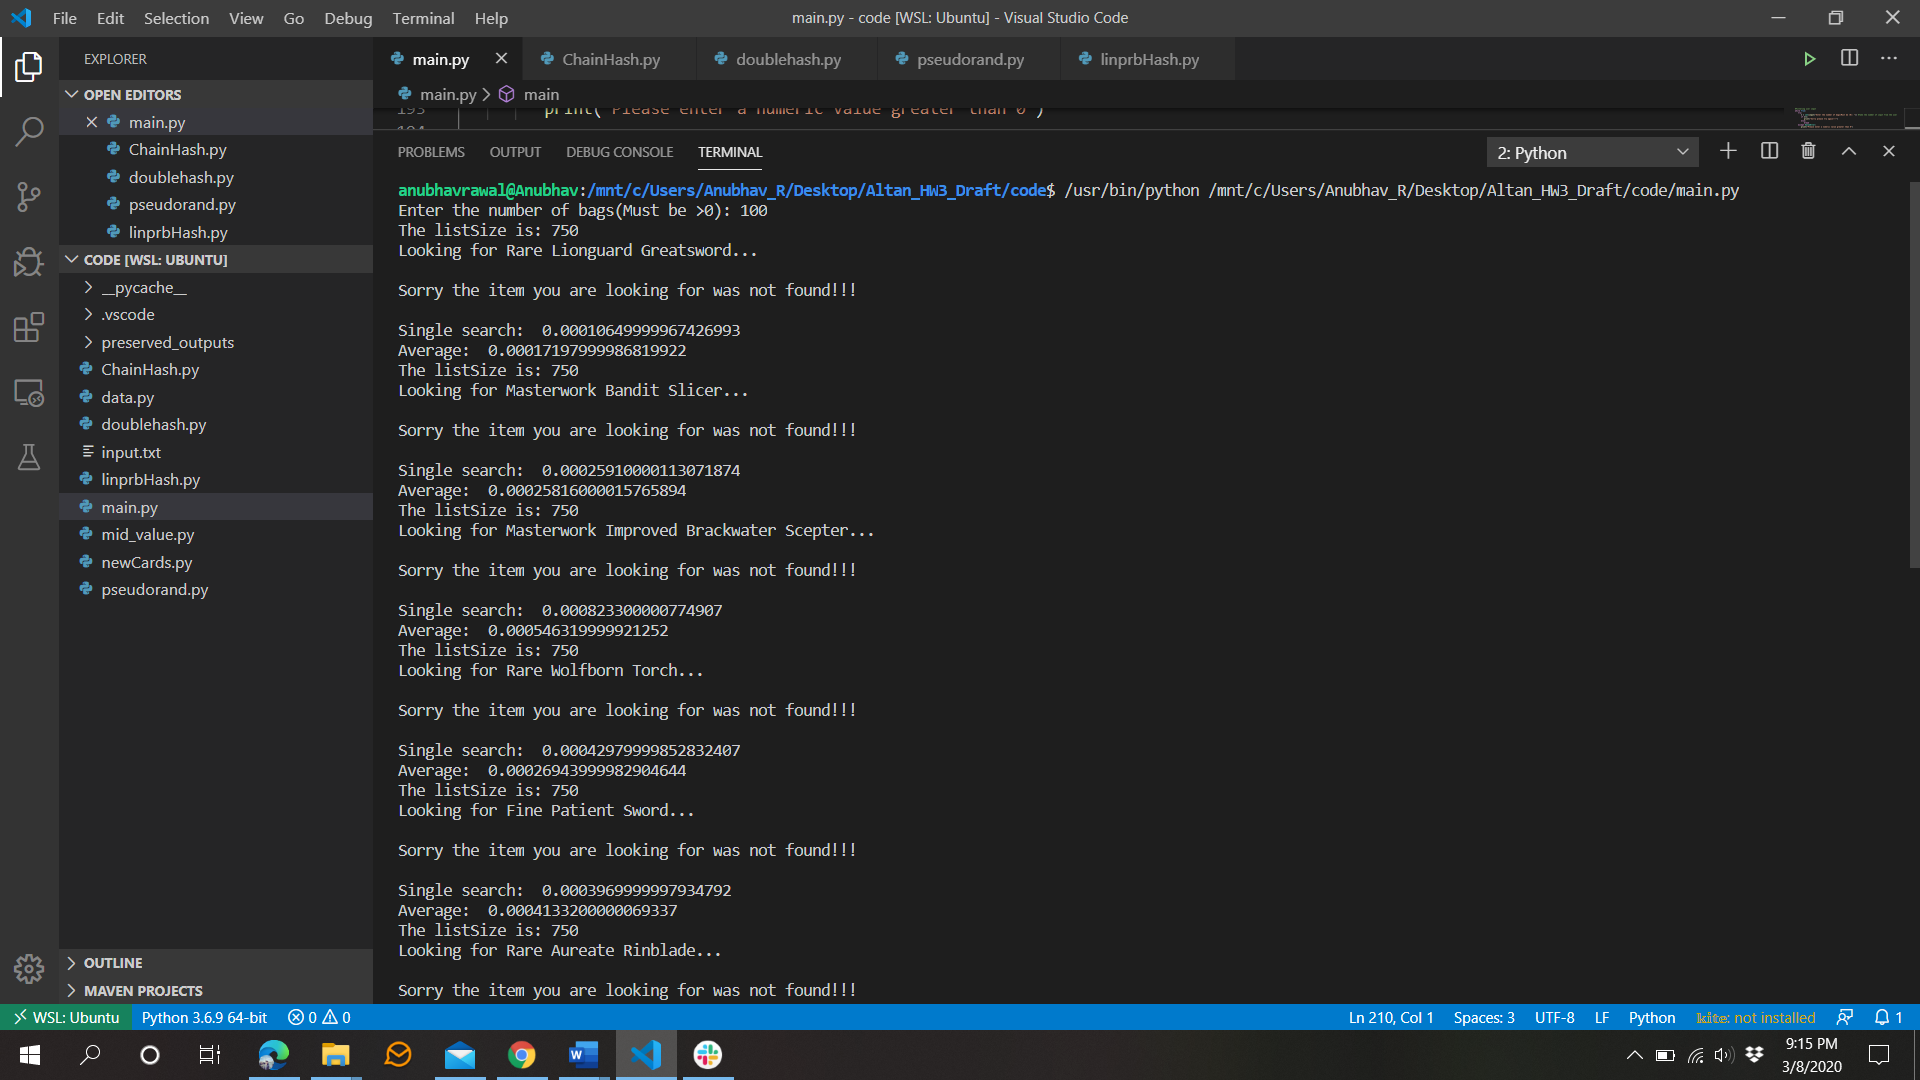 File Edit Selection View Go Debug Terminal Help
main.py - code [WSL: Ubuntu] - Visual Studio Code
EXPLORER
main.py
ChainHash.py
doublehash.py
pseudorand.py
linprbHash.py
OPEN EDITORS
main.py
ChainHash.py
doublehash.py
pseudorand.py
linprbHash.py
CODE [WSL: UBUNTU]
__pycache__
.vscode
preserved_outputs
ChainHash.py
data.py
doublehash.py
input.txt
linprbHash.py
main.py
mid_value.py
newCards.py
pseudorand.py
OUTLINE
MAVEN PROJECTS
main.py > main
193 print("Please enter a numeric value greater than 0")
194
PROBLEMS OUTPUT DEBUG CONSOLE TERMINAL
2: Python
anubhavrawal@Anubhav:/mnt/c/Users/Anubhav_R/Desktop/Altan_HW3_Draft/code$ /usr/bin/python /mnt/c/Users/Anubhav_R/Desktop/Altan_HW3_Draft/code/main.py
Enter the number of bags(Must be >0): 100
The listSize is: 750
Looking for Rare Lionguard Greatsword...
Sorry the item you are looking for was not found!!!
Single search:  0.00010649999967426993
Average:  0.00017197999986819922
The listSize is: 750
Looking for Masterwork Bandit Slicer...
Sorry the item you are looking for was not found!!!
Single search:  0.00025910000113071874
Average:  0.00025816000015765894
The listSize is: 750
Looking for Masterwork Improved Brackwater Scepter...
Sorry the item you are looking for was not found!!!
Single search:  0.000823300000774907
Average:  0.000546319999921252
The listSize is: 750
Looking for Rare Wolfborn Torch...
Sorry the item you are looking for was not found!!!
Single search:  0.00042979999852832407
Average:  0.00026943999982904644
The listSize is: 750
Looking for Fine Patient Sword...
Sorry the item you are looking for was not found!!!
Single search:  0.0003969999997934792
Average:  0.0004133200000069337
The listSize is: 750
Looking for Rare Aureate Rinblade...
Sorry the item you are looking for was not found!!!
WSL: Ubuntu Python 3.6.9 64-bit 0 0
Ln 210, Col 1 Spaces: 3 UTF-8 LF Python kite: not installed 1
9:15 PM
3/8/2020